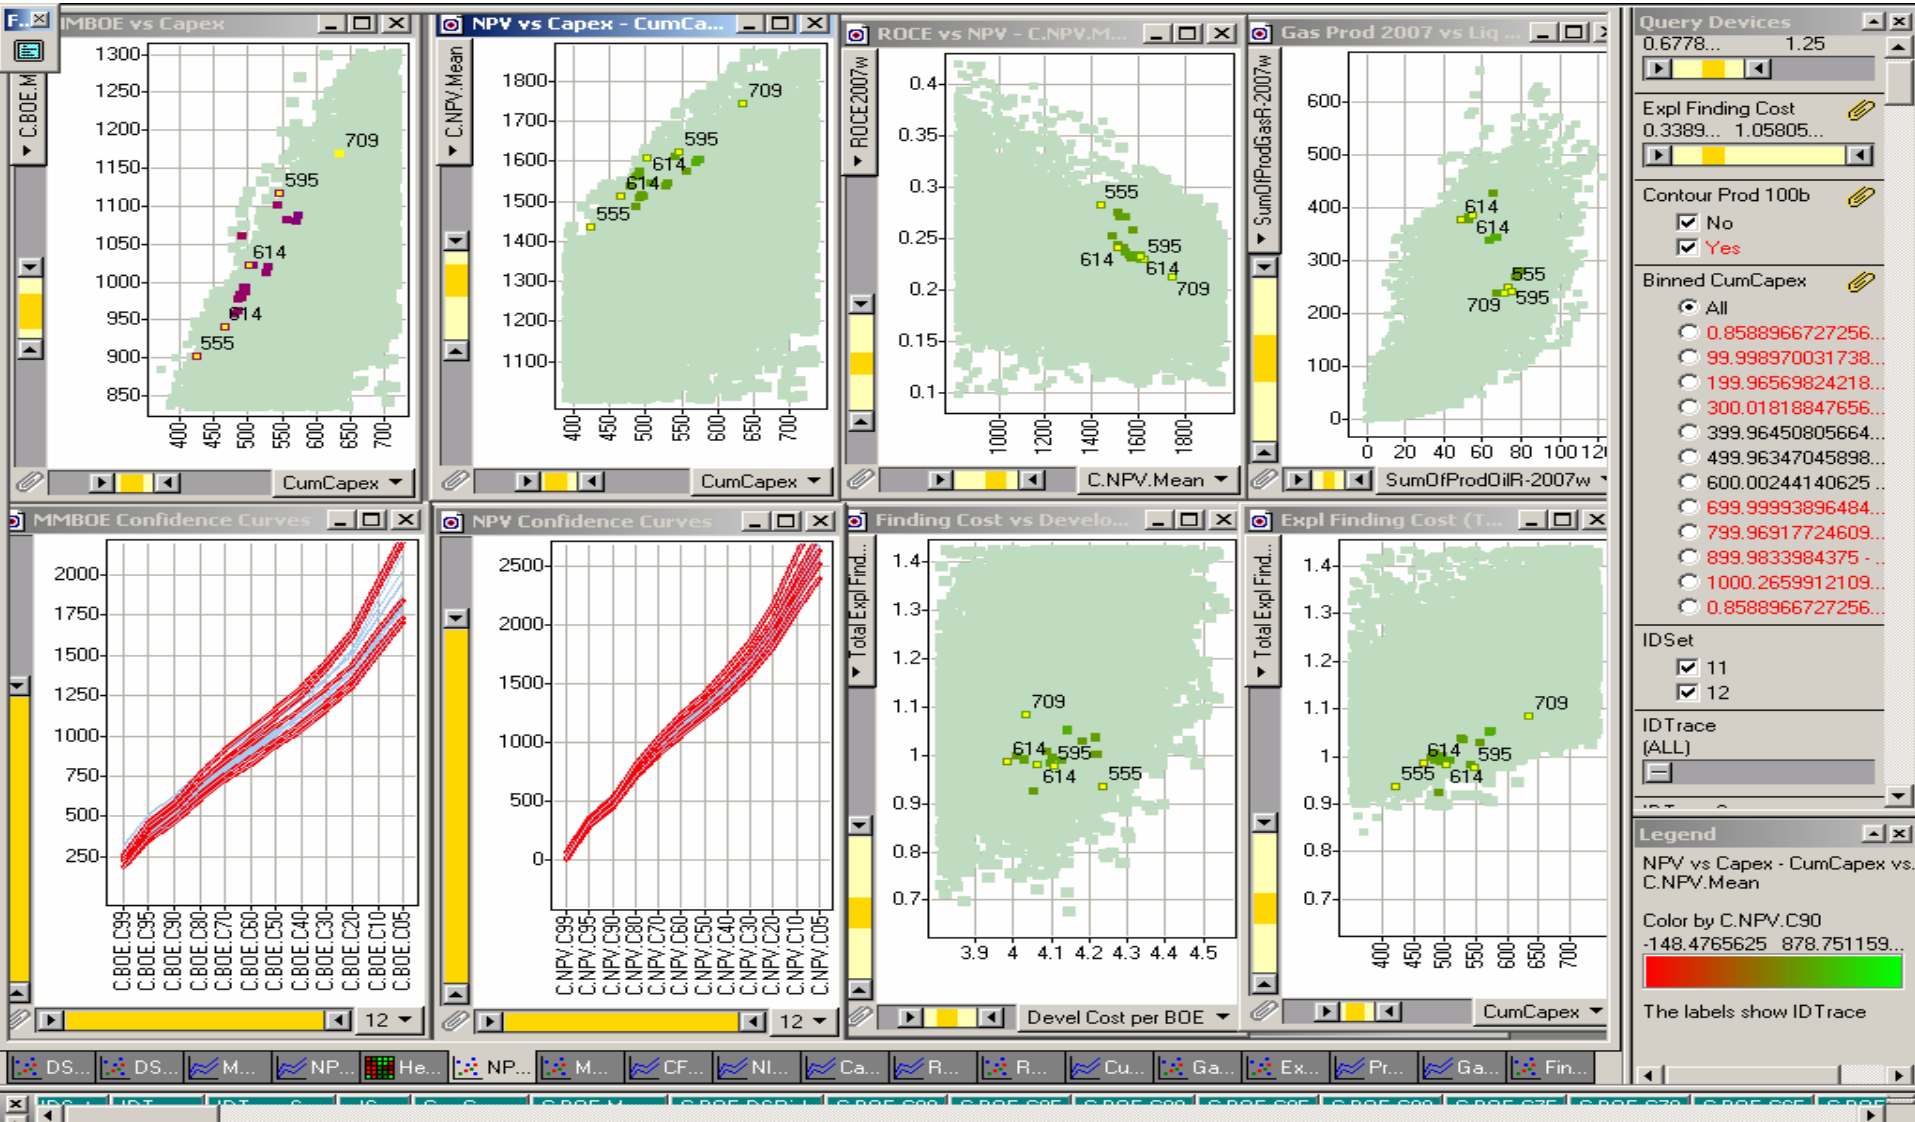 F..
MMBOE vs Capex
C.BOE.M
1300
1250
1200
1150
1100
1050
1000
950
900
850
709
595
614
614
555
400
450
500
550
600
650
700
CumCapex
NPV vs Capex - CumCa...
C.NPV.Mean
1800
1700
1600
1500
1400
1300
1200
1100
709
595
614
614
555
400
450
500
550
600
650
700
CumCapex
ROCE vs NPV - C.NPV.M...
ROCE2007w
0.4
0.35
0.3
0.25
0.2
0.15
0.1
555
595
614
614
709
1000
1200
1400
1600
1800
C.NPV.Mean
Gas Prod 2007 vs Liq ...
SumOfProdGasR-2007w
600
500
400
300
200
100
0
614
614
555
709
595
0 20 40 60 80 100 12
SumOfProdOilR-2007w
MMBOE Confidence Curves
2000
1750
1500
1250
1000
750
500
250
C.BOE.C99
C.BOE.C95
C.BOE.C90
C.BOE.C80
C.BOE.C70
C.BOE.C60
C.BOE.C50
C.BOE.C40
C.BOE.C30
C.BOE.C20
C.BOE.C10
C.BOE.C05
12
NPV Confidence Curves
2500
2000
1500
1000
500
0
C.NPV.C99
C.NPV.C95
C.NPV.C90
C.NPV.C80
C.NPV.C70
C.NPV.C60
C.NPV.C50
C.NPV.C40
C.NPV.C30
C.NPV.C20
C.NPV.C10
C.NPV.C05
12
Finding Cost vs Develo...
Total Expl Find...
1.4
1.3
1.2
1.1
1
0.9
0.8
0.7
709
614
595
614
555
3.9 4 4.1 4.2 4.3 4.4 4.5
Devel Cost per BOE
Expl Finding Cost (T...
Total Expl Find...
1.4
1.3
1.2
1.1
1
0.9
0.8
0.7
709
614
595
555
614
400
450
500
550
600
650
700
CumCapex
Query Devices
0.6778... 1.25
Expl Finding Cost
0.3389... 1.05805...
Contour Prod 100b
No
Yes
Binned CumCapex
All
0.8588966727256...
99.998970031738...
199.96569824218...
300.01818847656...
399.96450805664...
499.96347045898...
600.00244140625 ..
699.99993896484...
799.96917724609...
899.9833984375 - ..
1000.2659912109...
0.8588966727256...
IDSet
11
12
IDTrace
(ALL)
Legend
NPV vs Capex - CumCapex vs.
C.NPV.Mean
Color by C.NPV.C90
-148.4765625 878.751159...
The labels show IDTrace
DS... DS... M... NP... He... NP... M... CF... NI... Ca... R... R... Cu... Ga... Ex... Pr... Ga... Fin...